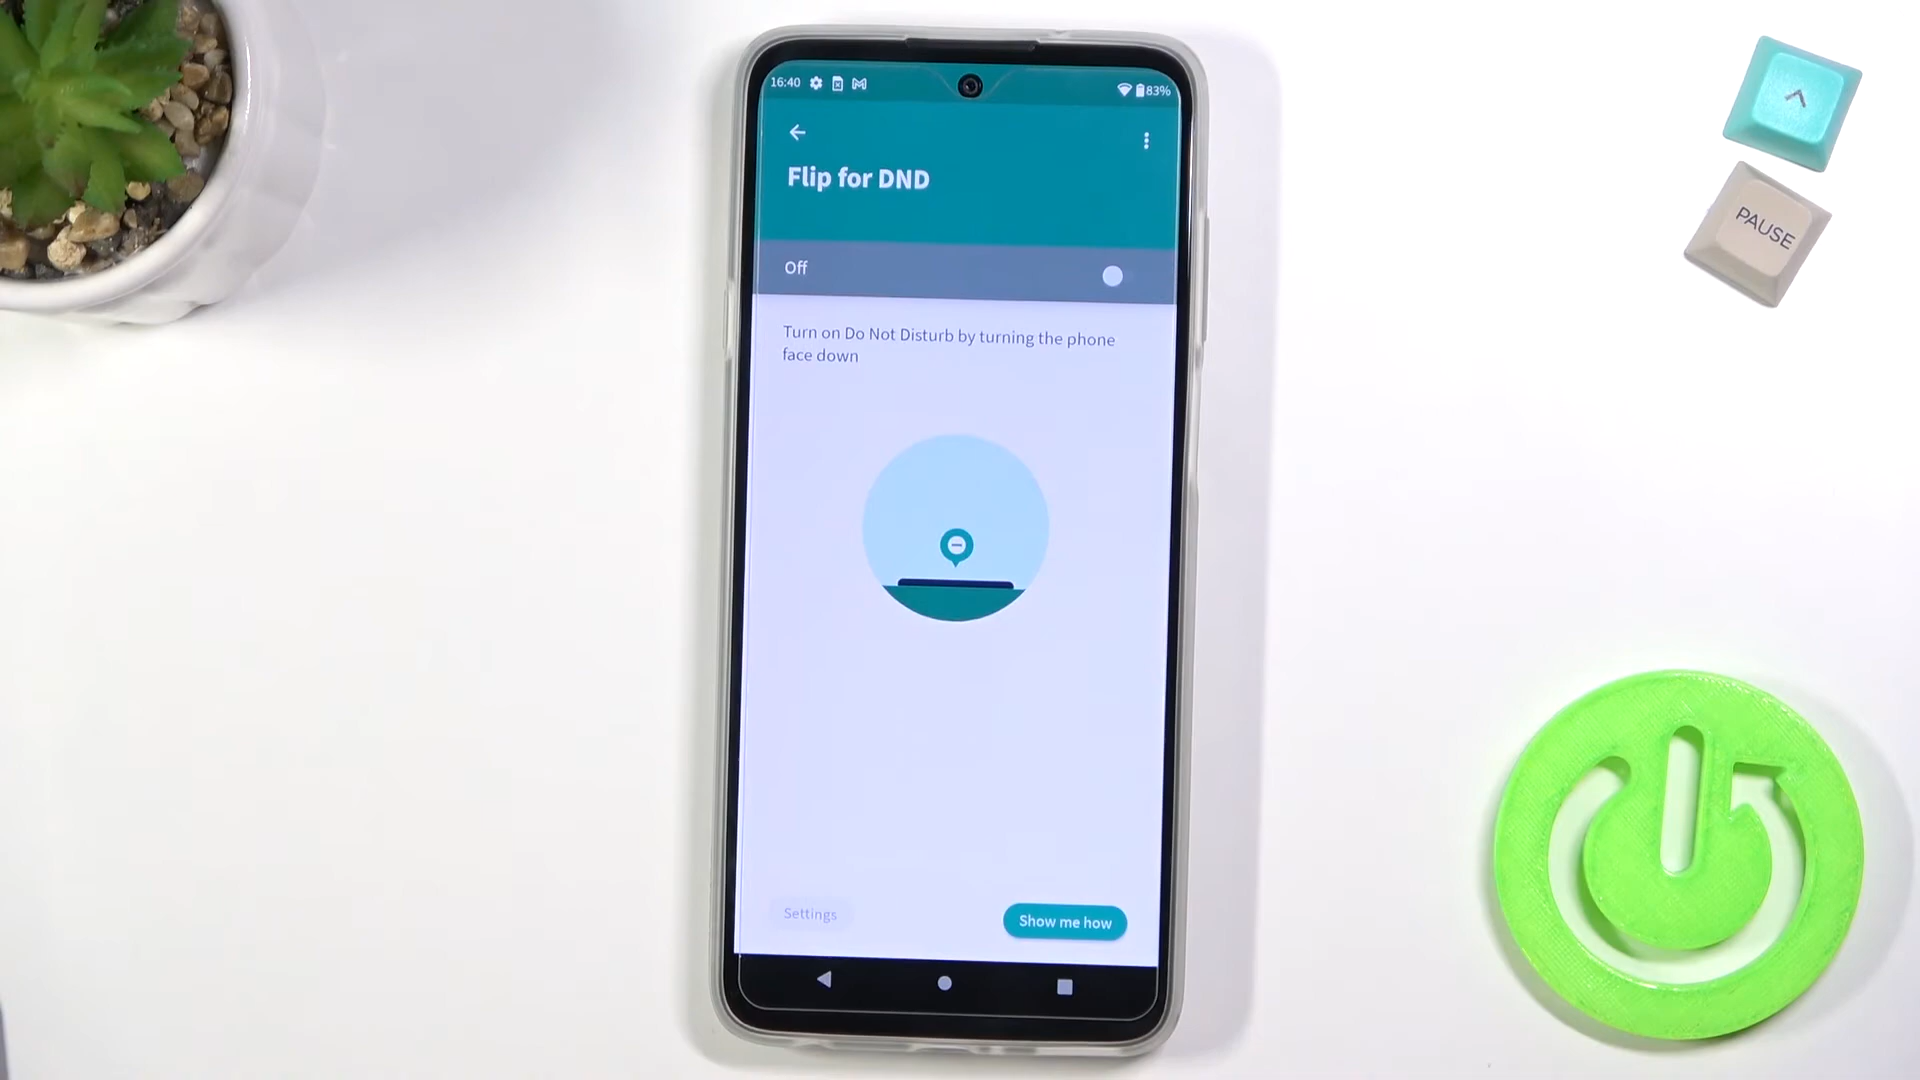 16:40
83%
Flip for DND
Off
Turn on Do Not Disturb by turning the phone
face down
Settings
Show me how
PAUSE